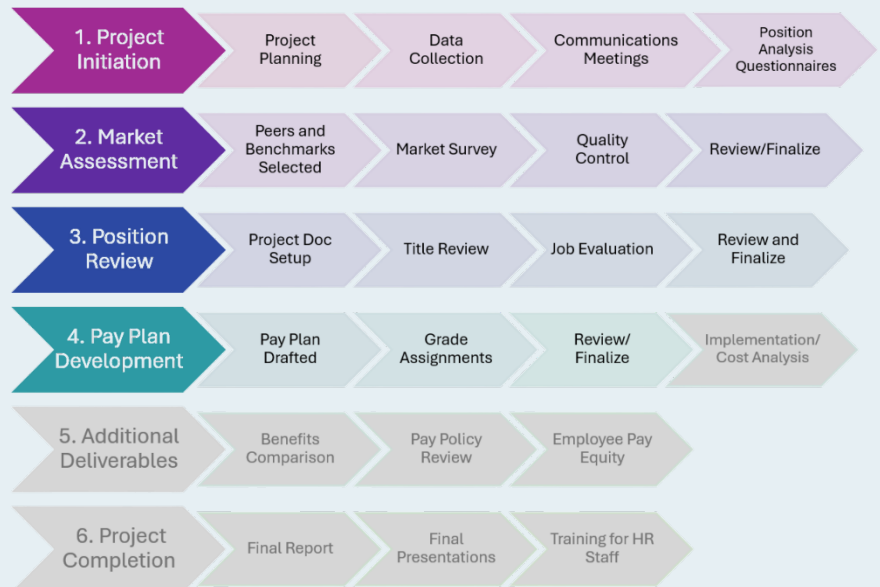 1. Project
Initiation
Project
Planning
Data
Collection
Communications
Meetings
Position
Analysis
Questionnaires
2. Market
Assessment
Peers and
Benchmarks
Selected
Market Survey
Quality
Control
Review/Finalize
3. Position
Review
Project Doc
Setup
Title Review
Job Evaluation
Review and
Finalize
4. Pay Plan
Development
Pay Plan
Drafted
Grade
Assignments
Review/
Finalize
Implementation/
Cost Analysis
5. Additional
Deliverables
Benefits
Comparison
Pay Policy
Review
Employee Pay
Equity
6. Project
Completion
Final Report
Final
Presentations
Training for HR
Staff